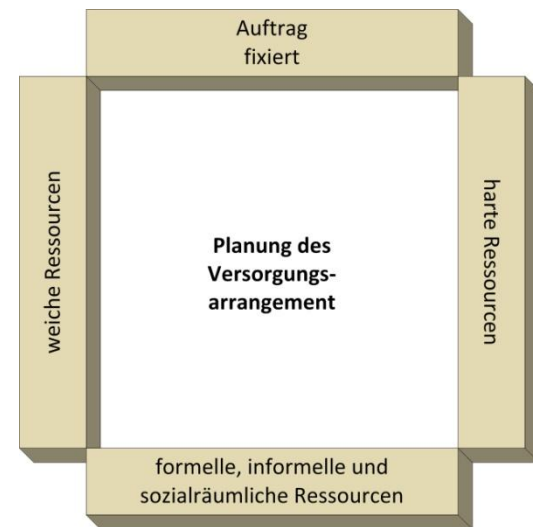 Auftrag
fixiert
weiche Ressourcen
Planung des
Versorgungs-
arrangement
harte Ressourcen
formelle, informelle und
sozialräumliche Ressourcen